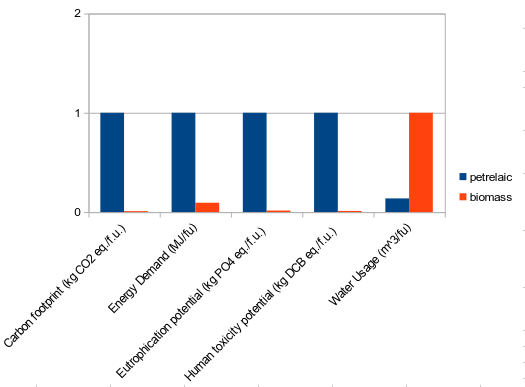 2
1
0
petrelaic
biomass
Carbon footprint (kg CO2 eq./f.u.)
Energy Demand (MJ/fu)
Eutrophication potential (kg PO4 eq./f.u.)
Human toxicity potential (kg DCB eq./f.u.)
Water Usage (m^3/fu)